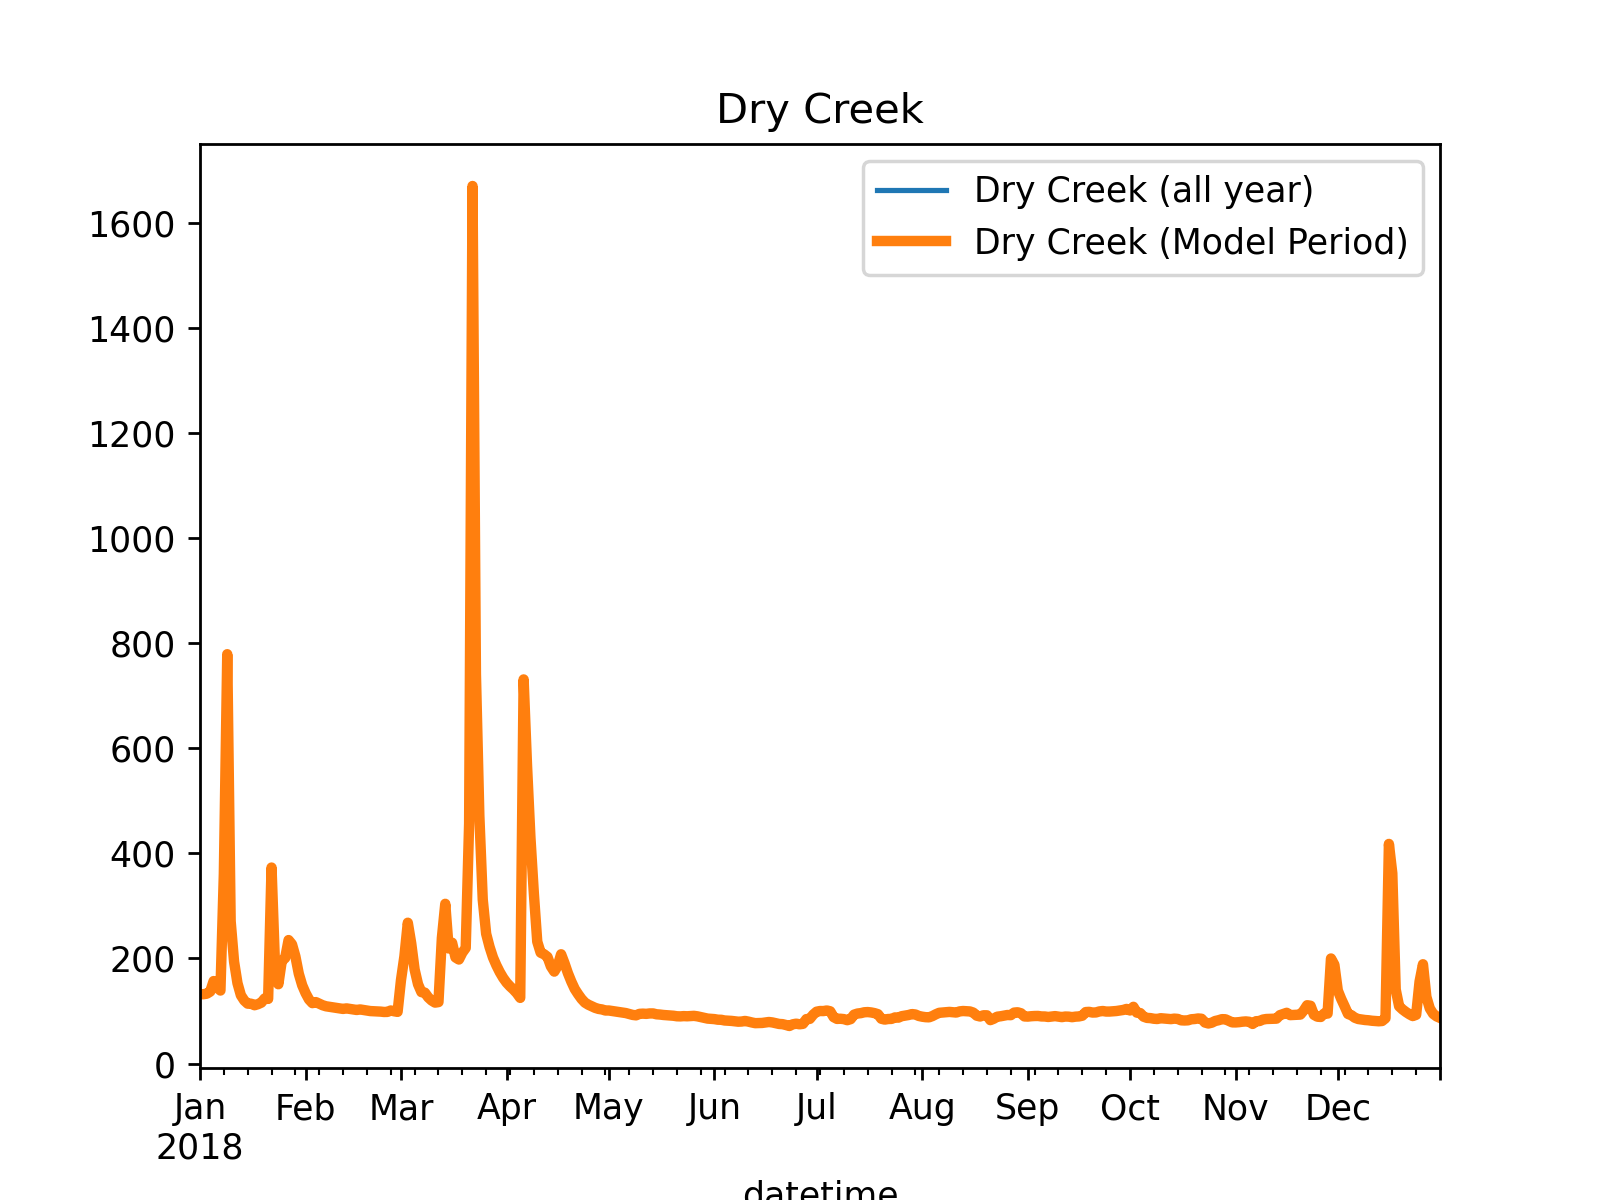 Dry Creek
Dry Creek (all year)
Dry Creek (Model Period)
1600
1400
1200
1000
800
600
400
200
0
Jan Feb Mar Apr May Jun Jul Aug Sep Oct Nov Dec
2018
datetime